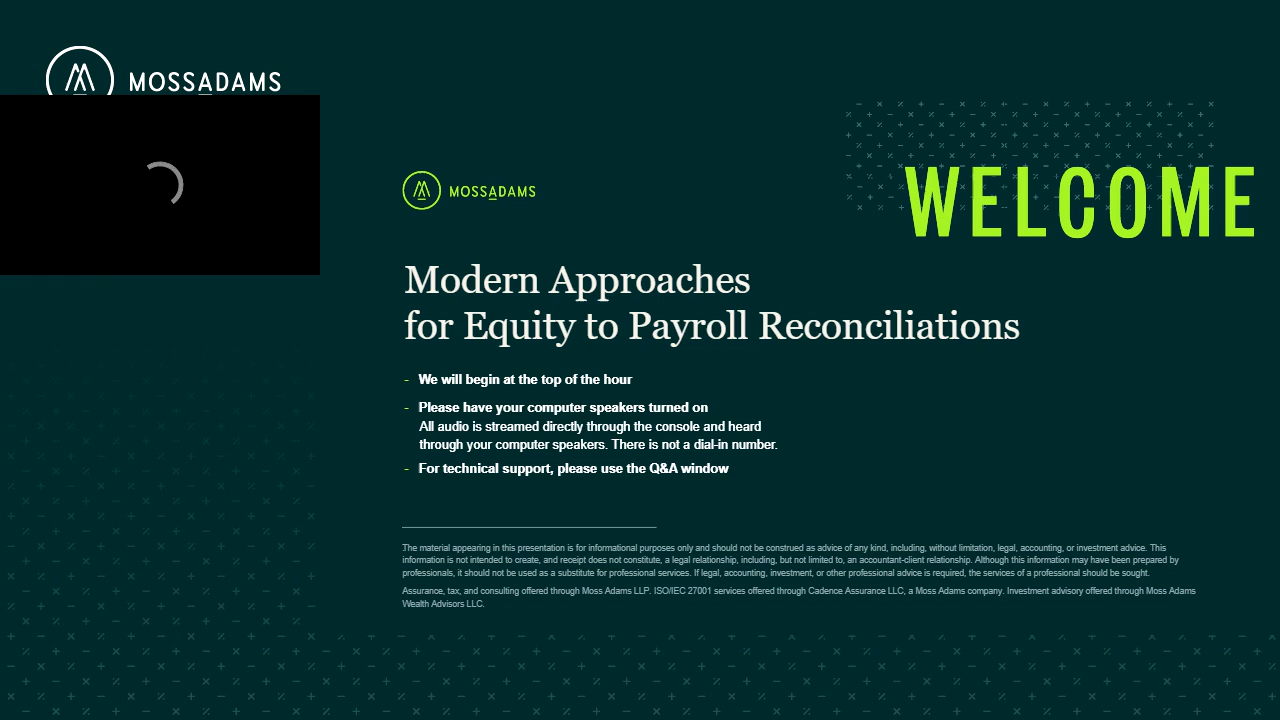 MOSSADAMS
MOSSADAMS
WELCOME
Modern Approaches
for Equity to Payroll Reconciliations
- We will begin at the top of the hour
- Please have your computer speakers turned on
All audio is streamed directly through the console and heard
through your computer speakers. There is not a dial-in number.
- For technical support, please use the Q&A window
The material appearing in this presentation is for informational purposes only and should not be construed as advice of any kind, including, without limitation, legal, accounting, or investment advice. This
information is not intended to create, and receipt does not constitute, a legal relationship, including, but not limited to, an accountant-client relationship. Although this information may have been prepared by
professionals, it should not be used as a substitute for professional services. If legal, accounting, investment, or other professional advice is required, the services of a professional should be sought.
Assurance, tax, and consulting offered through Moss Adams LLP. ISO/IEC 27001 services offered through Cadence Assurance LLC, a Moss Adams company. Investment advisory offered through Moss Adams
Wealth Advisors LLC.